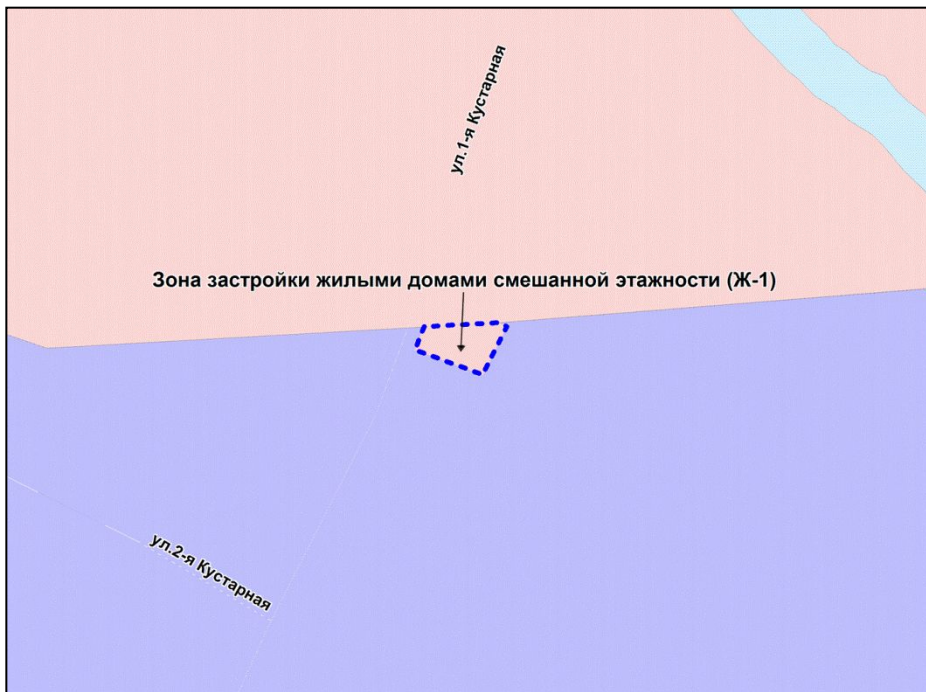 ул.1-я Кустарная
Зона застройки жилыми домами смешанной этажности (Ж-1)
ул.2-я Кустарная